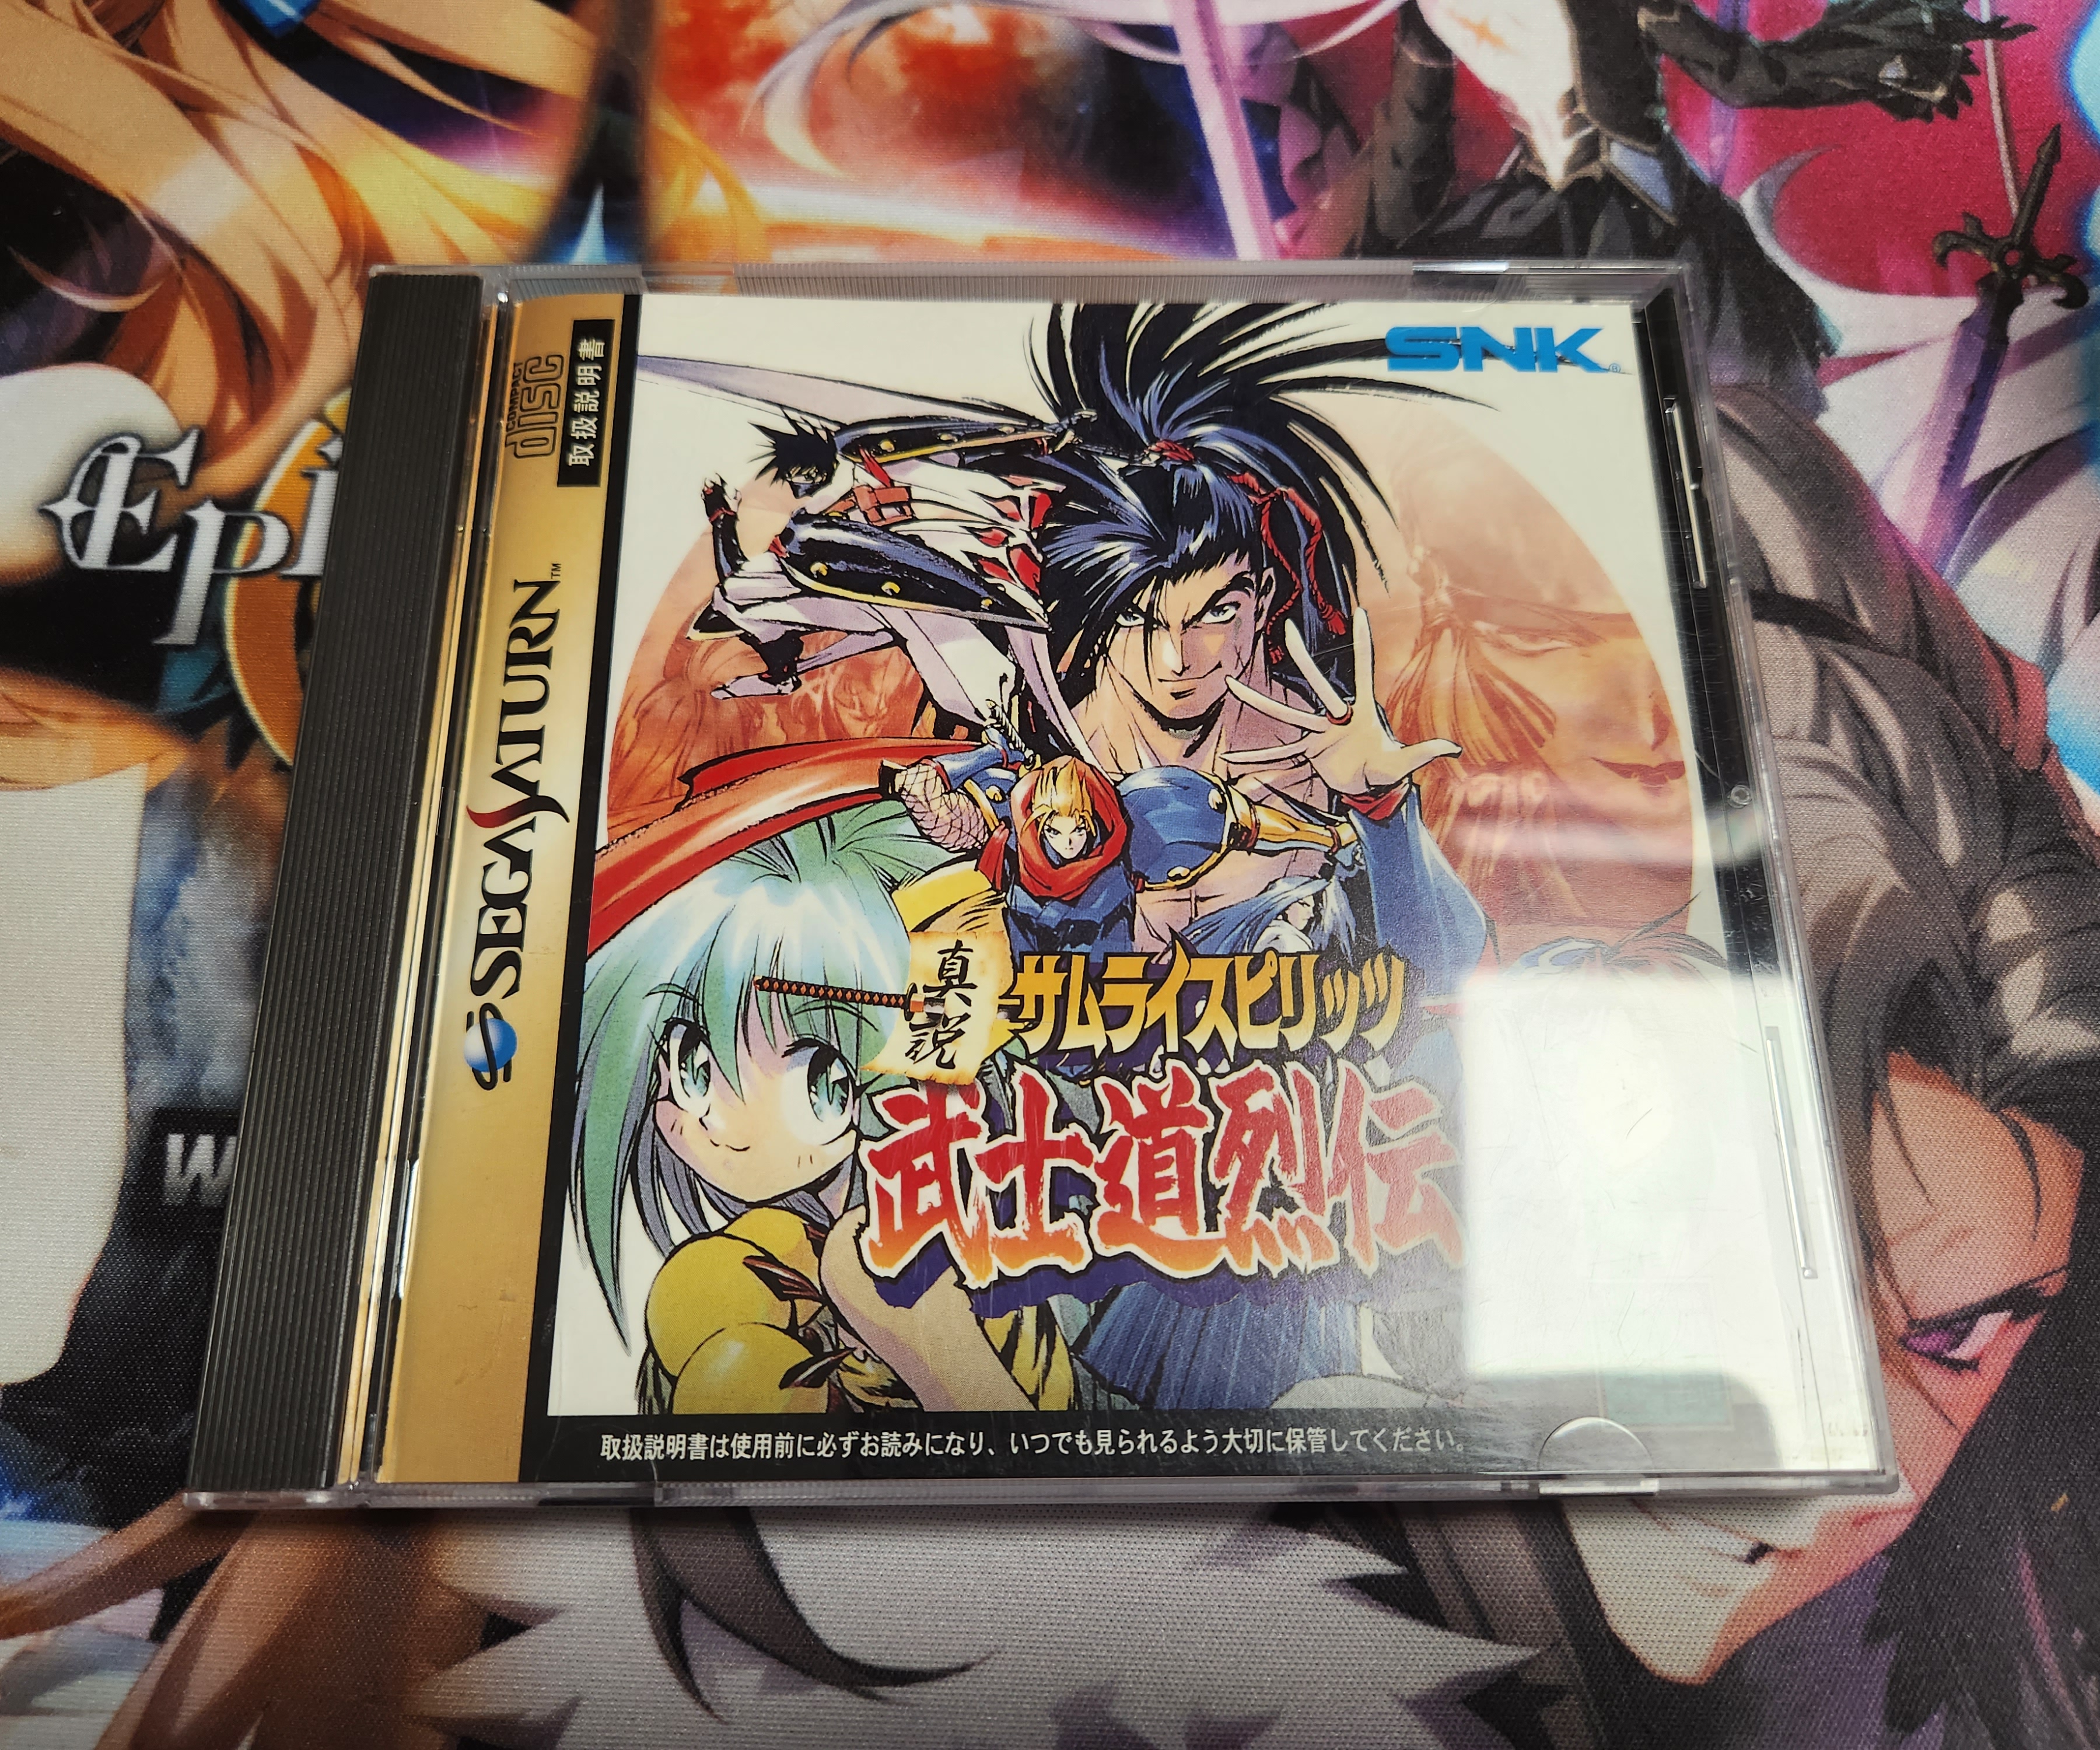 COMPACT
disc
取扱説明書
SEGA SATURN™
SNK®
真説
サムライスピリッツ
武士道烈伝
取扱説明書は使用前に必ずお読みになり、いつでも見られるよう大切に保管してください。
Epi
W